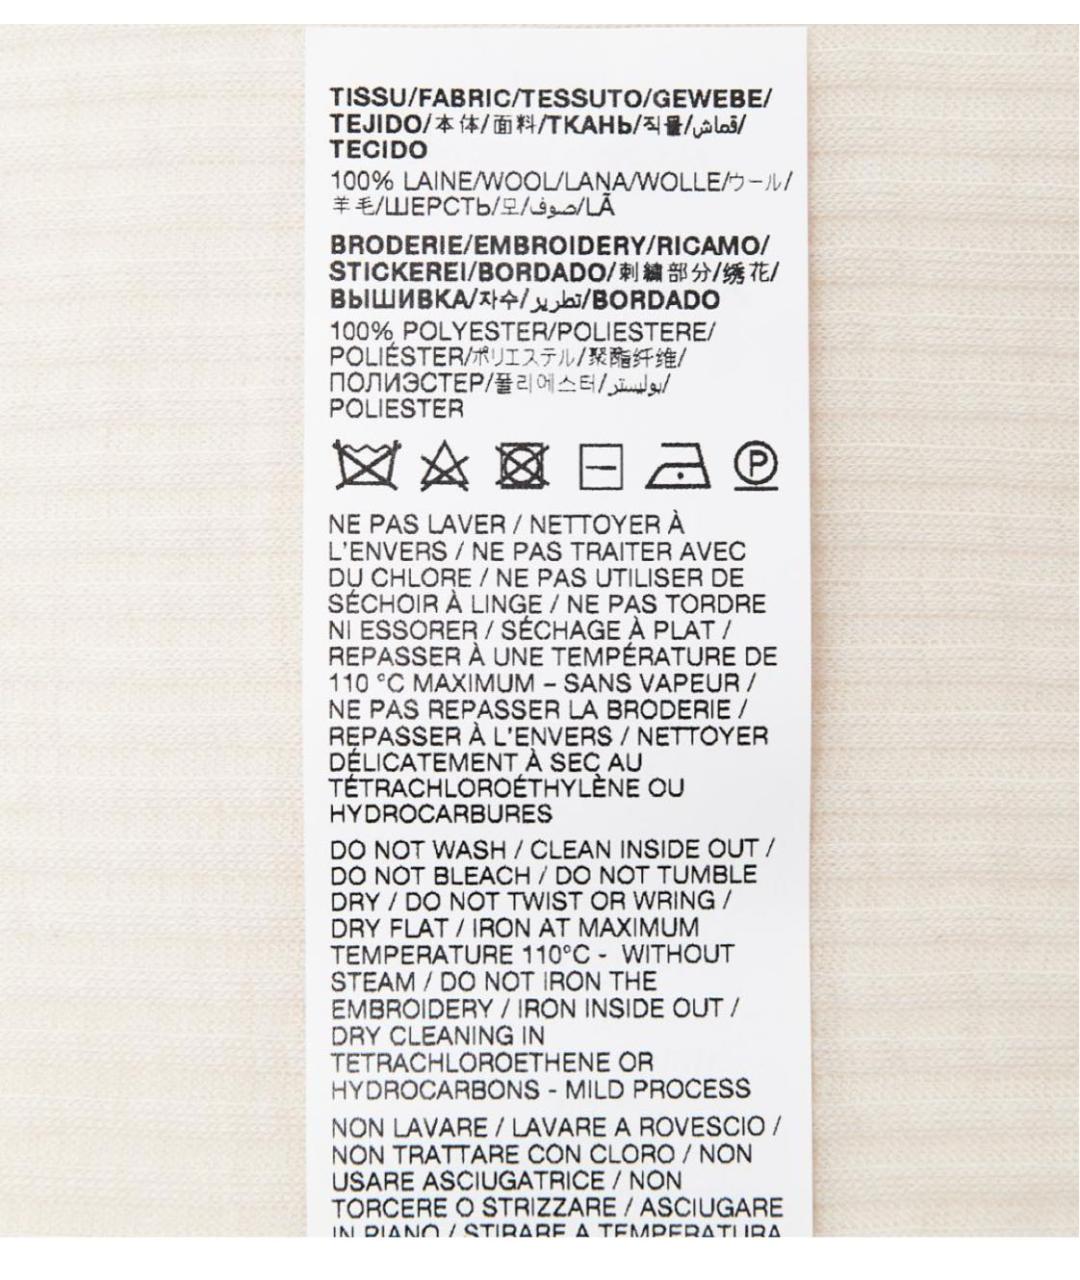 TISSU/FABRIC/TESSUTO/GEWEBE/
TEJIDO/本体/面料/ТКАНЬ/직물/قماش/
TECIDO
100% LAINE/WOOL/LANA/WOLLE/ウール/
羊毛/ШЕРСТЬ/모/صوف/LÃ
BRODERIE/EMBROIDERY/RICAMO/
STICKEREI/BORDADO/刺繍部分/绣花/
ВЫШИВКА/자수/تطريز/BORDADO
100% POLYESTER/POLIESTERE/
POLIÉSTER/ポリエステル/聚酯纤维/
ПОЛИЭСТЕР/폴리에스터/بوليستر/
POLIESTER
P
NE PAS LAVER / NETTOYER À
L'ENVERS / NE PAS TRAITER AVEC
DU CHLORE / NE PAS UTILISER DE
SÉCHOIR À LINGE / NE PAS TORDRE
NI ESSORER / SÉCHAGE À PLAT /
REPASSER À UNE TEMPÉRATURE DE
110 °C MAXIMUM – SANS VAPEUR /
NE PAS REPASSER LA BRODERIE /
REPASSER À L'ENVERS / NETTOYER
DÉLICATEMENT À SEC AU
TÉTRACHLOROÉTHYLÈNE OU
HYDROCARBURES
DO NOT WASH / CLEAN INSIDE OUT /
DO NOT BLEACH / DO NOT TUMBLE
DRY / DO NOT TWIST OR WRING /
DRY FLAT / IRON AT MAXIMUM
TEMPERATURE 110°C - WITHOUT
STEAM / DO NOT IRON THE
EMBROIDERY / IRON INSIDE OUT /
DRY CLEANING IN
TETRACHLOROETHENE OR
HYDROCARBONS - MILD PROCESS
NON LAVARE / LAVARE A ROVESCIO /
NON TRATTARE CON CLORO / NON
USARE ASCIUGATRICE / NON
TORCERE O STRIZZARE / ASCIUGARE
IN PIANO / STIRARE A TEMPERATURA